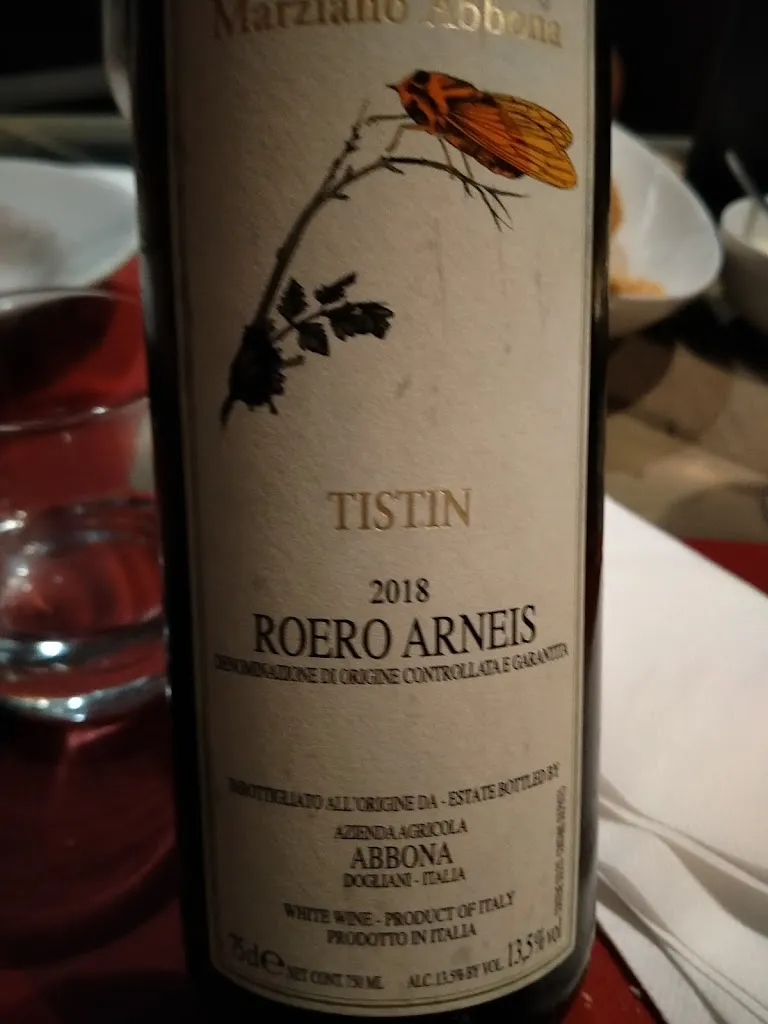 Marziano Abbona
TISTIN
2018
ROERO ARNEIS
DENOMINAZIONE DI ORIGINE CONTROLLATA E GARANTITA
IMBOTTIGLIATO ALL'ORIGINE DA - ESTATE BOTTLED BY
AZIENDA AGRICOLA
ABBONA
DOGLIANI - ITALIA
WHITE WINE - PRODUCT OF ITALY
PRODOTTO IN ITALIA
75cl e NET CONT. 750 ML ALC. 13.5% BY VOL. 13,5% vol